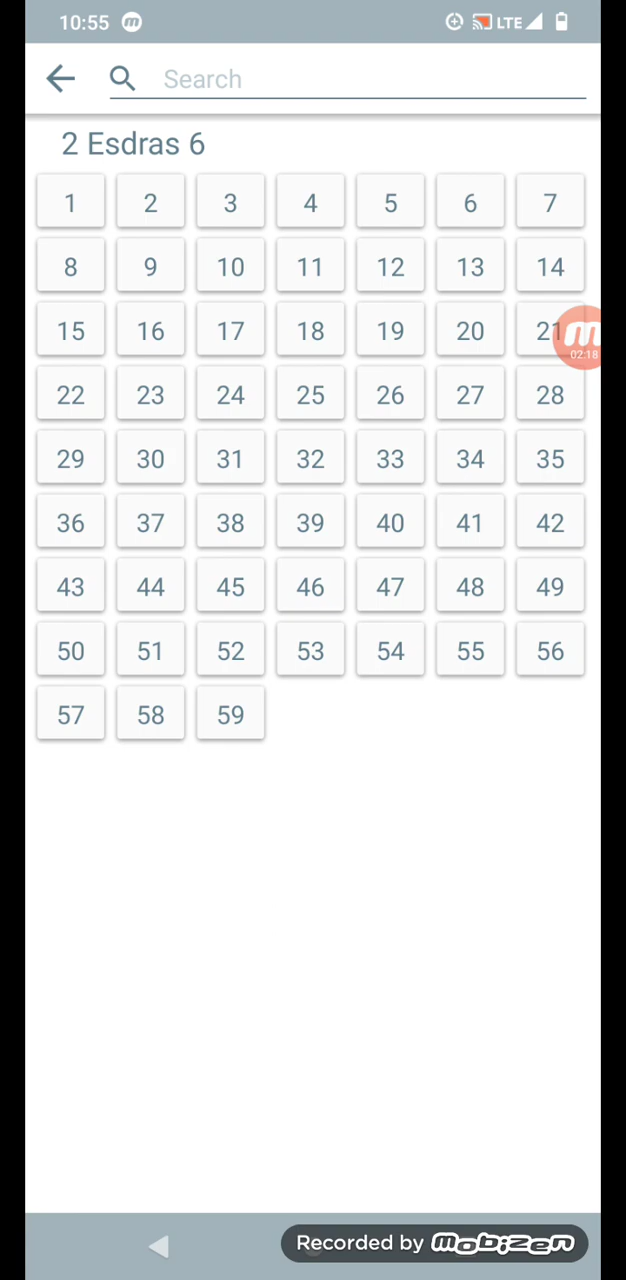 10:55 m LTE
Search
2 Esdras 6
1 2 3 4 5 6 7
8 9 10 11 12 13 14
15 16 17 18 19 20 21
m
02:18
22 23 24 25 26 27 28
29 30 31 32 33 34 35
36 37 38 39 40 41 42
43 44 45 46 47 48 49
50 51 52 53 54 55 56
57 58 59
Recorded by mobizen